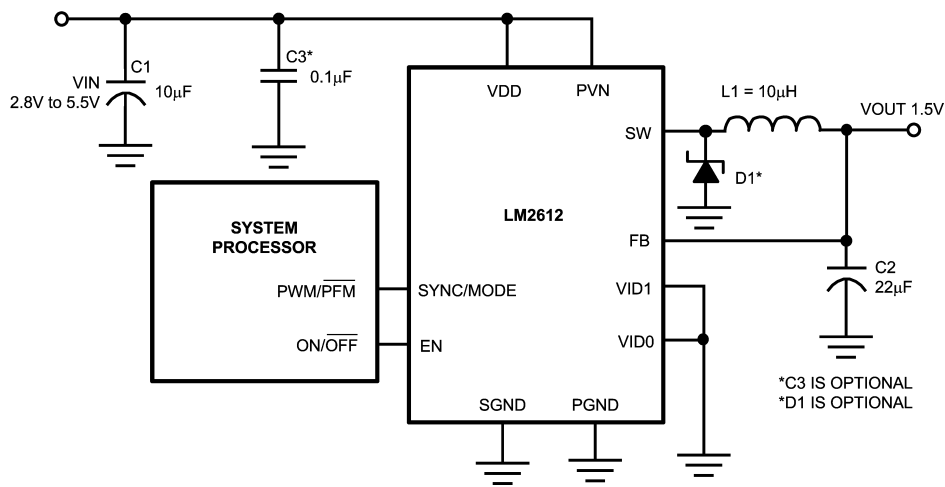 C1
VIN
2.8V to 5.5V
10μF
C3*
0.1μF
VDD
PVN
L1 = 10μH
VOUT 1.5V
SW
D1*
SYSTEM
PROCESSOR
LM2612
FB
C2
22μF
PWM/PFM
SYNC/MODE
VID1
ON/OFF
EN
VID0
*C3 IS OPTIONAL
*D1 IS OPTIONAL
SGND
PGND